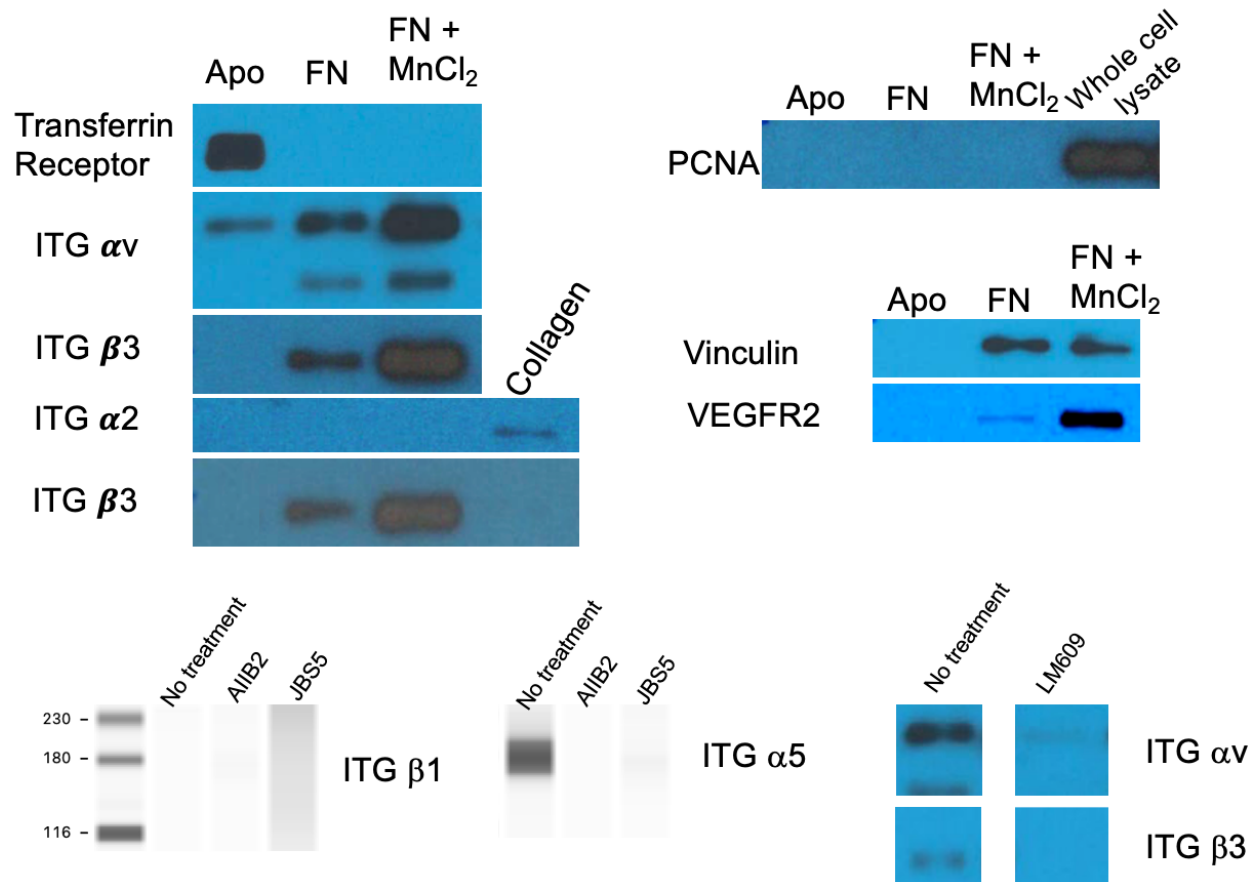 Apo
FN
FN +
MnCl₂
Transferrin
Receptor
ITG αv
ITG β3
Collagen
ITG α2
ITG β3
Apo
FN
FN +
MnCl₂
Whole cell
lysate
PCNA
Apo
FN
FN +
MnCl₂
Vinculin
VEGFR2
No treatment
AIIB2
JBS5
230 -
180 -
116 -
ITG β1
No treatment
AIIB2
JBS5
ITG α5
No treatment
LM609
ITG αv
ITG β3